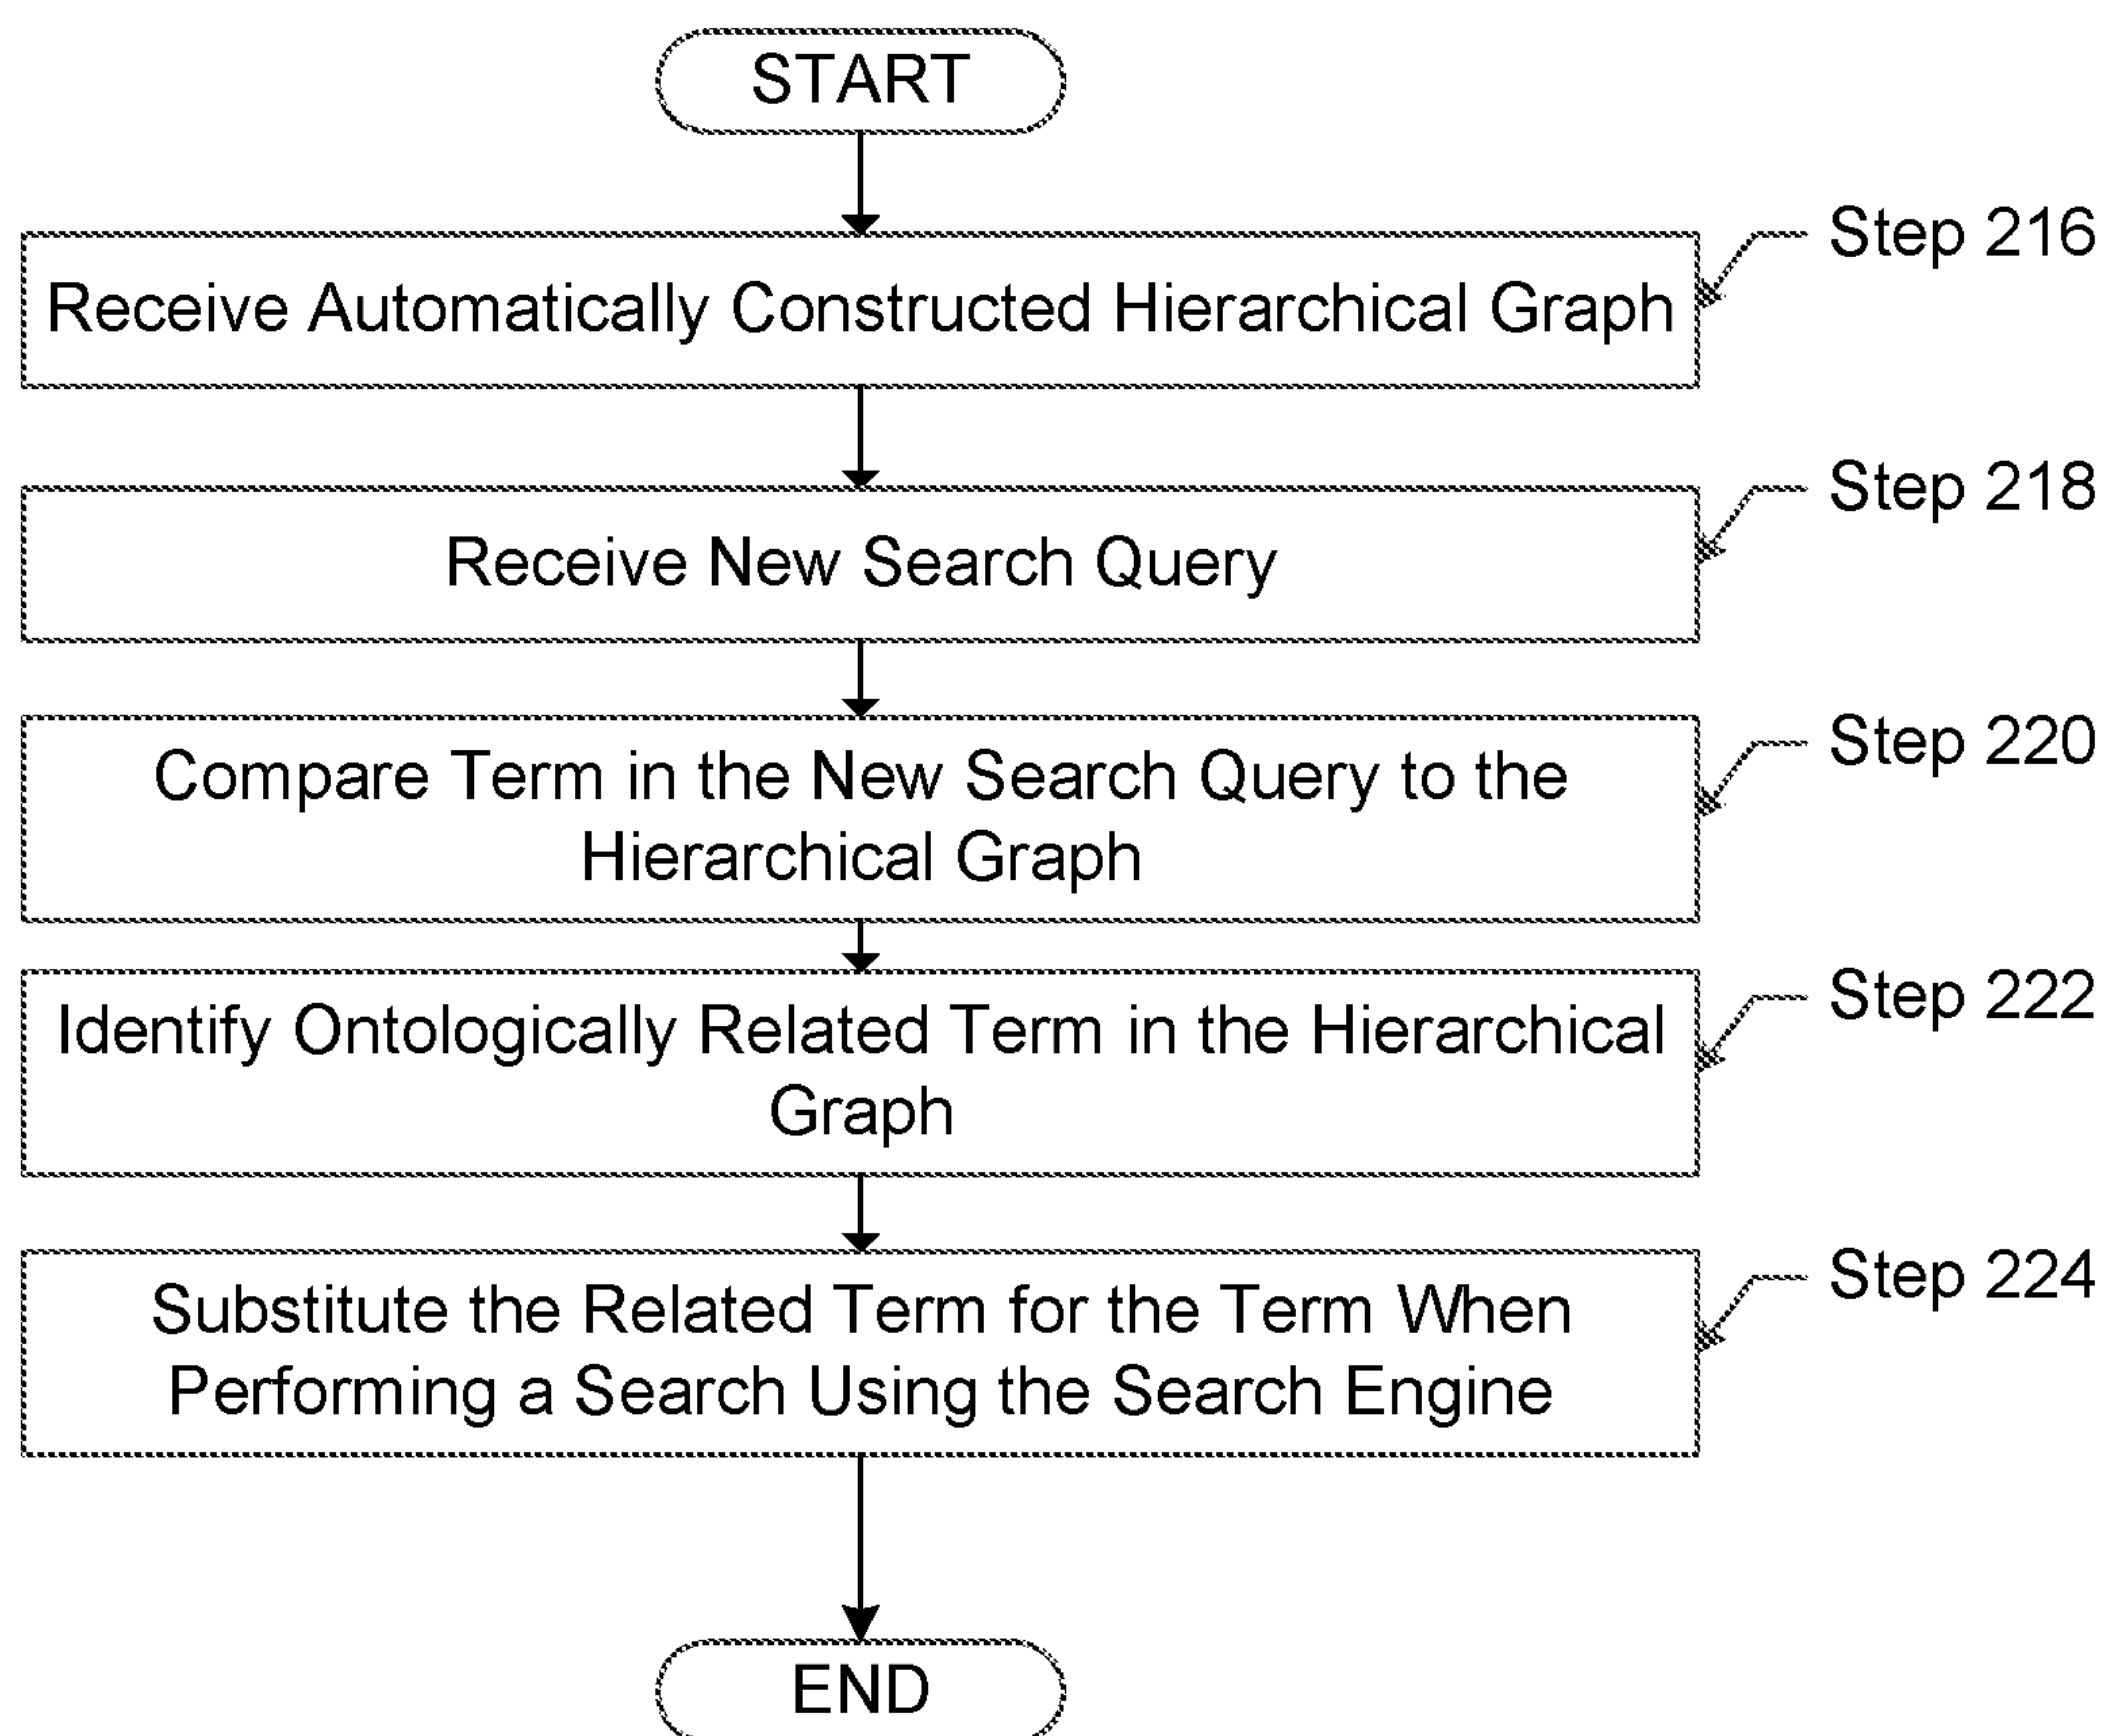 START
Step 216
Receive Automatically Constructed Hierarchical Graph
Step 218
Receive New Search Query
Step 220
Compare Term in the New Search Query to the
Hierarchical Graph
Step 222
Identify Ontologically Related Term in the Hierarchical
Graph
Step 224
Substitute the Related Term for the Term When
Performing a Search Using the Search Engine
END